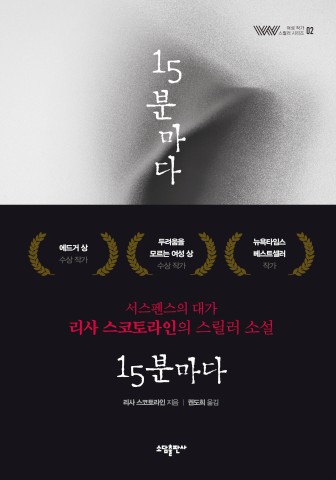 여성 작가
스릴러 시리즈 02
15
분
마
다
에드거 상
수상 작가
두려움을
모르는 여성 상
수상 작가
뉴욕타임스
베스트셀러
작가
서스펜스의 대가
리사 스코토라인의 스릴러 소설
15분마다
리사 스코토라인 지음 | 권도희 옮김
소담출판사